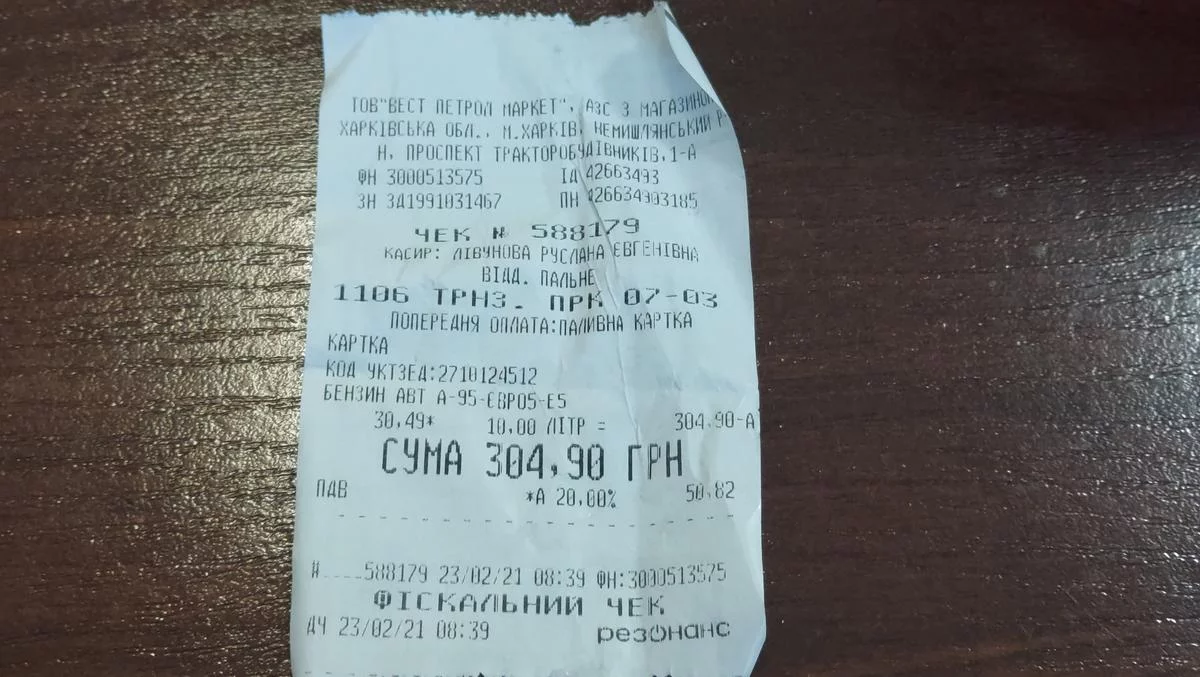 ТОВ"ВЕСТ ПЕТРОЛ МАРКЕТ", АЗС З МАГАЗИНОМ
ХАРКІВСЬКА ОБЛ., М.ХАРКІВ, НЕМИШЛЯНСЬКИЙ Р-
Н, ПРОСПЕКТ ТРАКТОРОБУДІВНИКІВ,1-А
ФН 3000513575 ІД 42663493
ЗН ЗД1991031467 ПН 426634903185
ЧЕК № 588179
КАСИР: ЛІВУНОВА РУСЛАНА ЄВГЕНІВНА
ВІДД. ПАЛЬНЕ
1106 ТРНЗ. ПРК 07-03
ПОПЕРЕДНЯ ОПЛАТА:ПАЛИВНА КАРТКА
КАРТКА
КОД УКТЗЕД:2710124512
БЕНЗИН АВТ А-95-ЄВРО5-Е5
30,49* 10,00 ЛІТР = 304,90-А
СУМА 304,90 ГРН
ПДВ *А 20,00% 50,82
#....588179 23/02/21 08:39 ФН:3000513575
ФІСКАЛЬНИЙ ЧЕК
ДЧ 23/02/21 08:39 резонанс